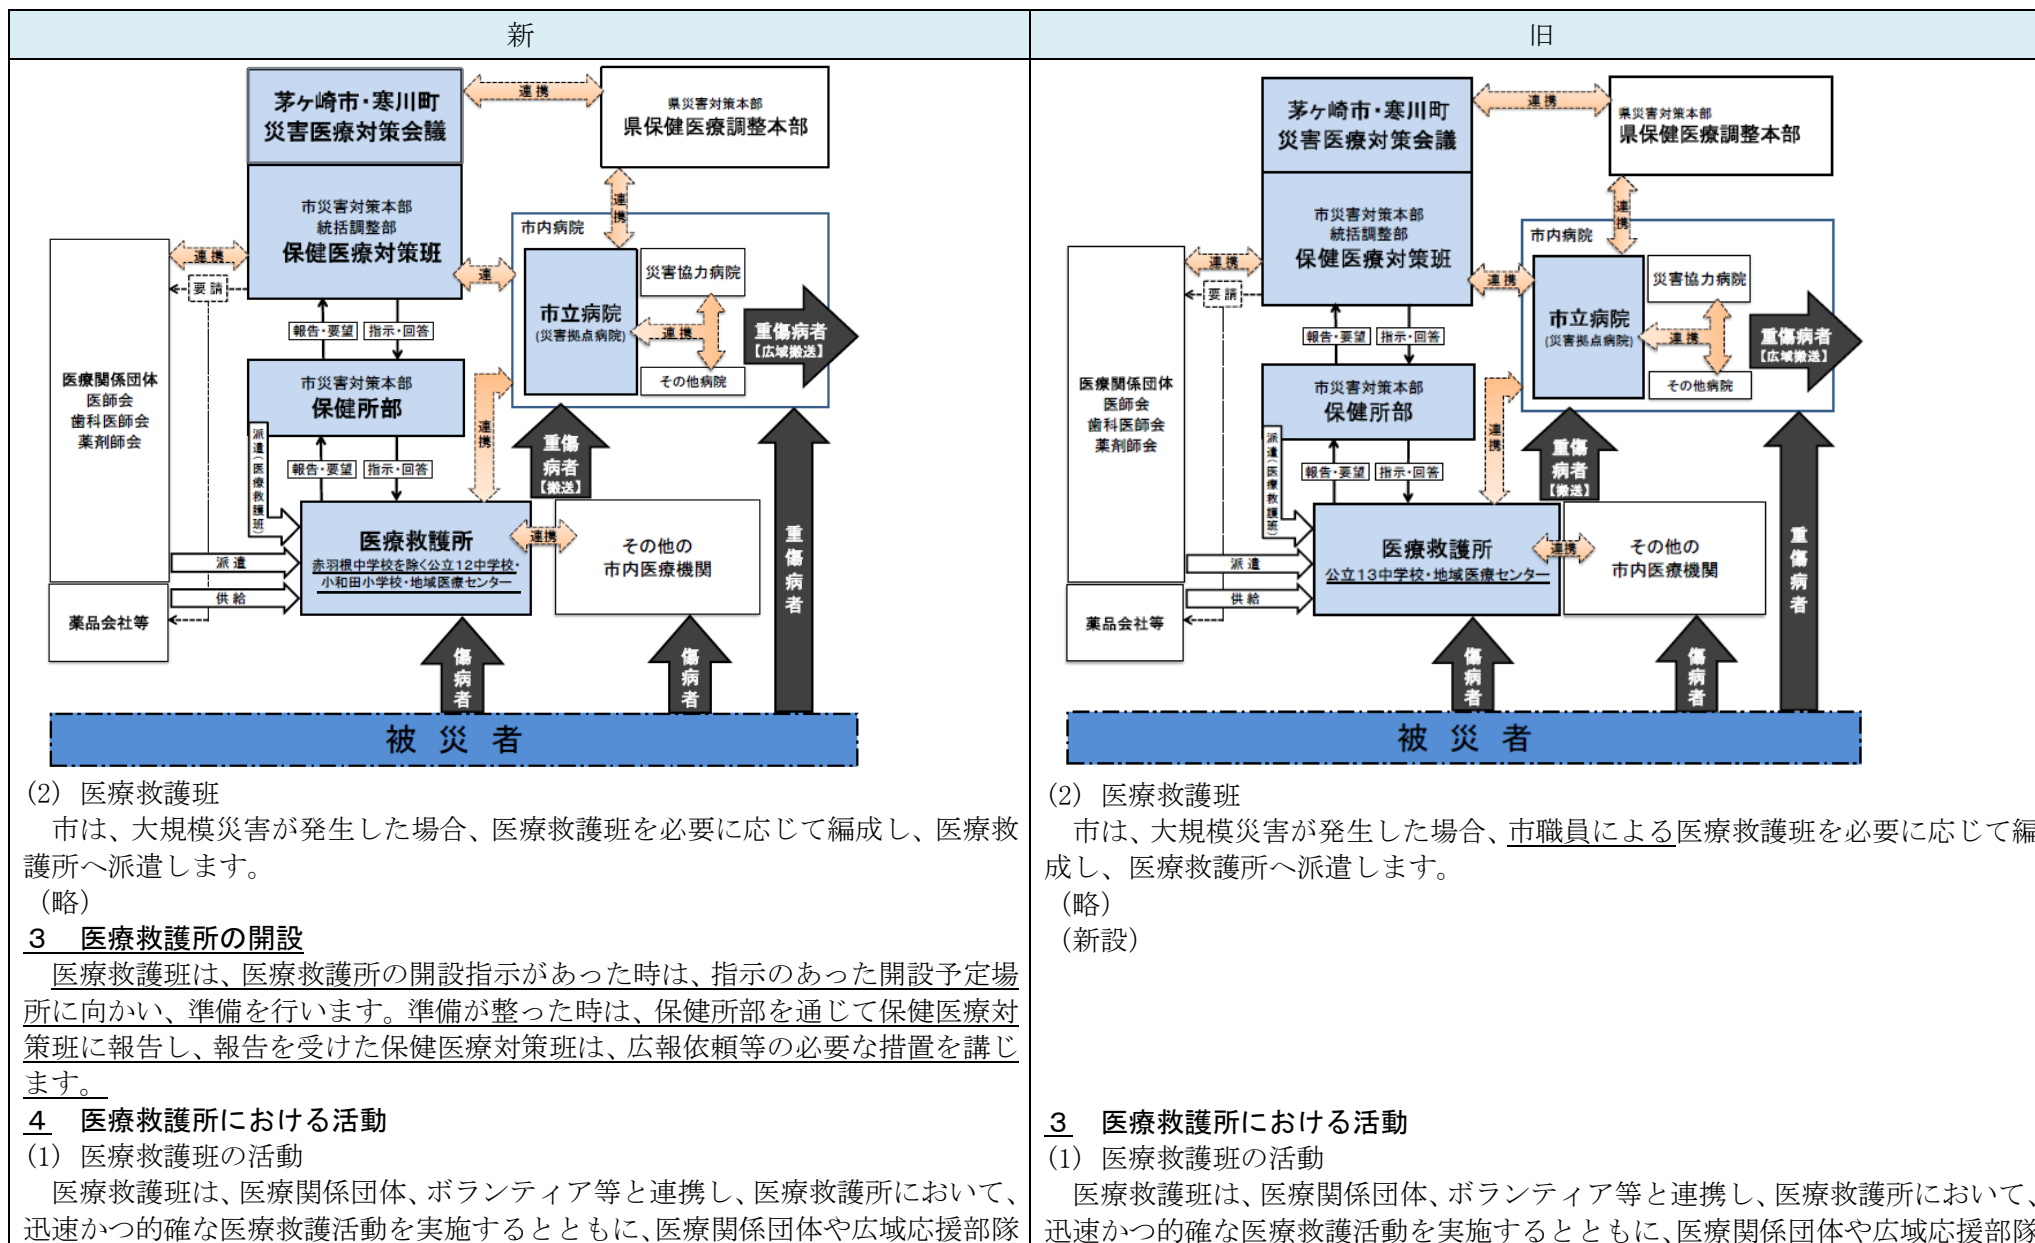 新
茅ヶ崎市・寒川町
災害医療対策会議
連携
県災害対策本部
県保健医療調整本部
市災害対策本部
統括調整部
保健医療対策班
連携
連携
要請
連
市内病院
市立病院
(災害拠点病院)
災害協力病院
連携
その他病院
重傷病者
【広域搬送】
報告・要望
指示・回答
市災害対策本部
保健所部
医療関係団体
医師会
歯科医師会
薬剤師会
派遣(医療救護班)
報告・要望
指示・回答
連携
重傷
病者
【搬送】
医療救護所
赤羽根中学校を除く公立12中学校・
小和田小学校・地域医療センター
連携
その他の
市内医療機関
派遣
供給
薬品会社等
重傷病者
傷病者
傷病者
被災者
(2) 医療救護班
市は、大規模災害が発生した場合、医療救護班を必要に応じて編成し、医療救
護所へ派遣します。
(略)
3 医療救護所の開設
医療救護班は、医療救護所の開設指示があった時は、指示のあった開設予定場
所に向かい、準備を行います。準備が整った時は、保健所部を通じて保健医療対
策班に報告し、報告を受けた保健医療対策班は、広報依頼等の必要な措置を講じ
ます。
4 医療救護所における活動
(1) 医療救護班の活動
医療救護班は、医療関係団体、ボランティア等と連携し、医療救護所において、
迅速かつ的確な医療救護活動を実施するとともに、医療関係団体や広域応援部隊
旧
茅ヶ崎市・寒川町
災害医療対策会議
連携
県災害対策本部
県保健医療調整本部
市災害対策本部
統括調整部
保健医療対策班
連携
連携
要請
連携
市内病院
市立病院
(災害拠点病院)
災害協力病院
連携
その他病院
重傷病者
【広域搬送】
報告・要望
指示・回答
市災害対策本部
保健所部
医療関係団体
医師会
歯科医師会
薬剤師会
派遣(医療救護班)
報告・要望
指示・回答
連携
重傷
病者
【搬送】
医療救護所
公立13中学校・地域医療センター
連携
その他の
市内医療機関
派遣
供給
薬品会社等
重傷病者
傷病者
傷病者
被災者
(2) 医療救護班
市は、大規模災害が発生した場合、市職員による医療救護班を必要に応じて編
成し、医療救護所へ派遣します。
(略)
(新設)
3 医療救護所における活動
(1) 医療救護班の活動
医療救護班は、医療関係団体、ボランティア等と連携し、医療救護所において、
迅速かつ的確な医療救護活動を実施するとともに、医療関係団体や広域応援部隊